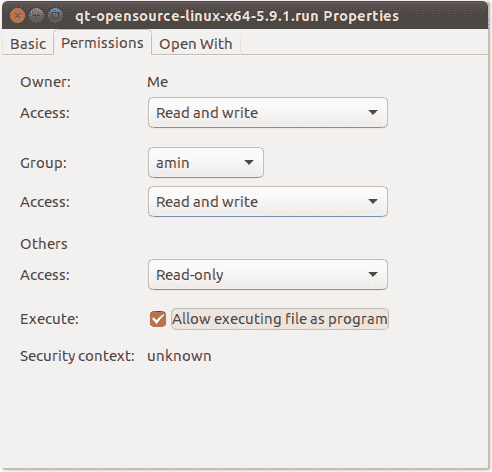 qt-opensource-linux-x64-5.9.1.run Properties
Basic Permissions Open With
Owner: Me
Access: Read and write
Group: amin
Access: Read and write
Others
Access: Read-only
Execute: Allow executing file as program
Security context: unknown